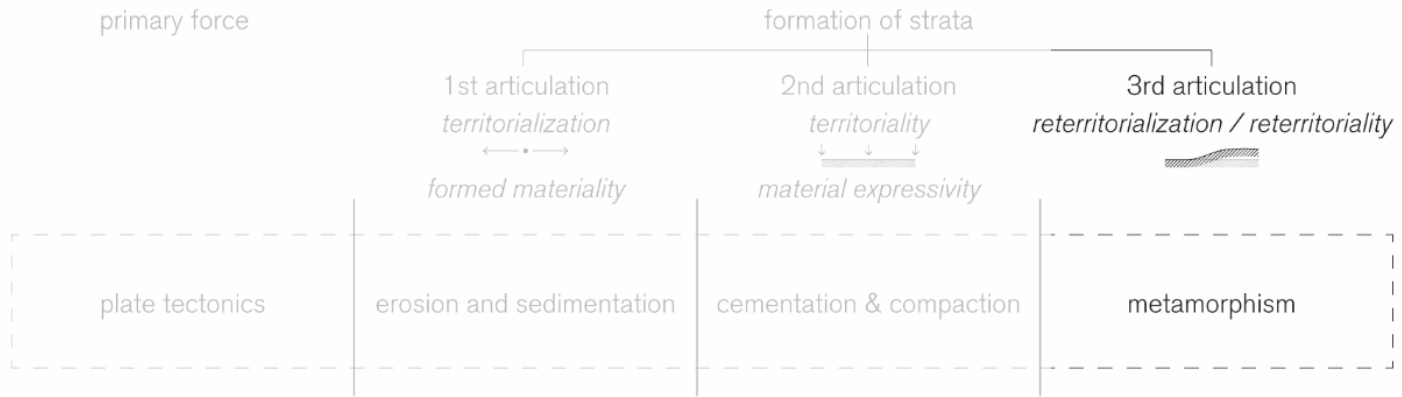 primary force
formation of strata
1st articulation
territorialization
formed materiality
2nd articulation
territoriality
material expressivity
3rd articulation
reterritorialization / reterritoriality
plate tectonics
erosion and sedimentation
cementation & compaction
metamorphism